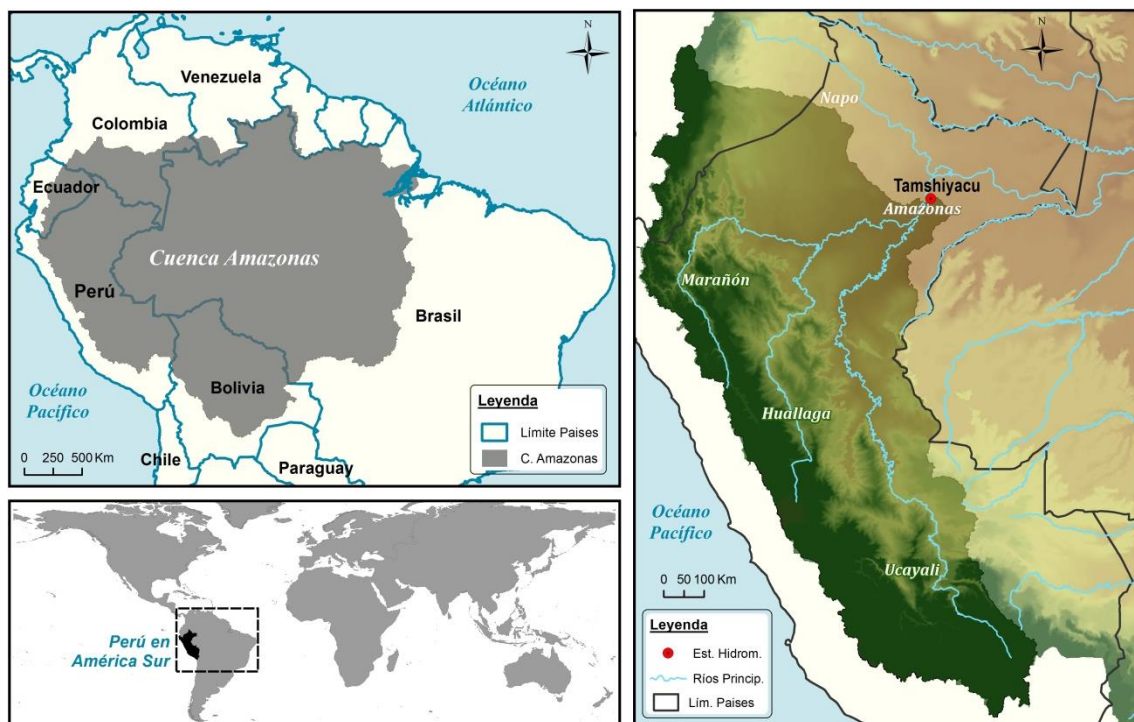 N
Venezuela
Océano
Atlántico
Colombia
Ecuador
Cuenca Amazonas
Perú
Brasil
Océano
Pacífico
Bolivia
Chile
Paraguay
Leyenda
Límite Paises
C. Amazonas
0 250 500 Km
Perú en
América Sur
N
Napo
Tamshiyacu
Amazonas
Marañón
Huallaga
Océano
Pacífico
Ucayali
0 50 100 Km
Leyenda
Est. Hidrom.
Ríos Princip.
Lím. Paises